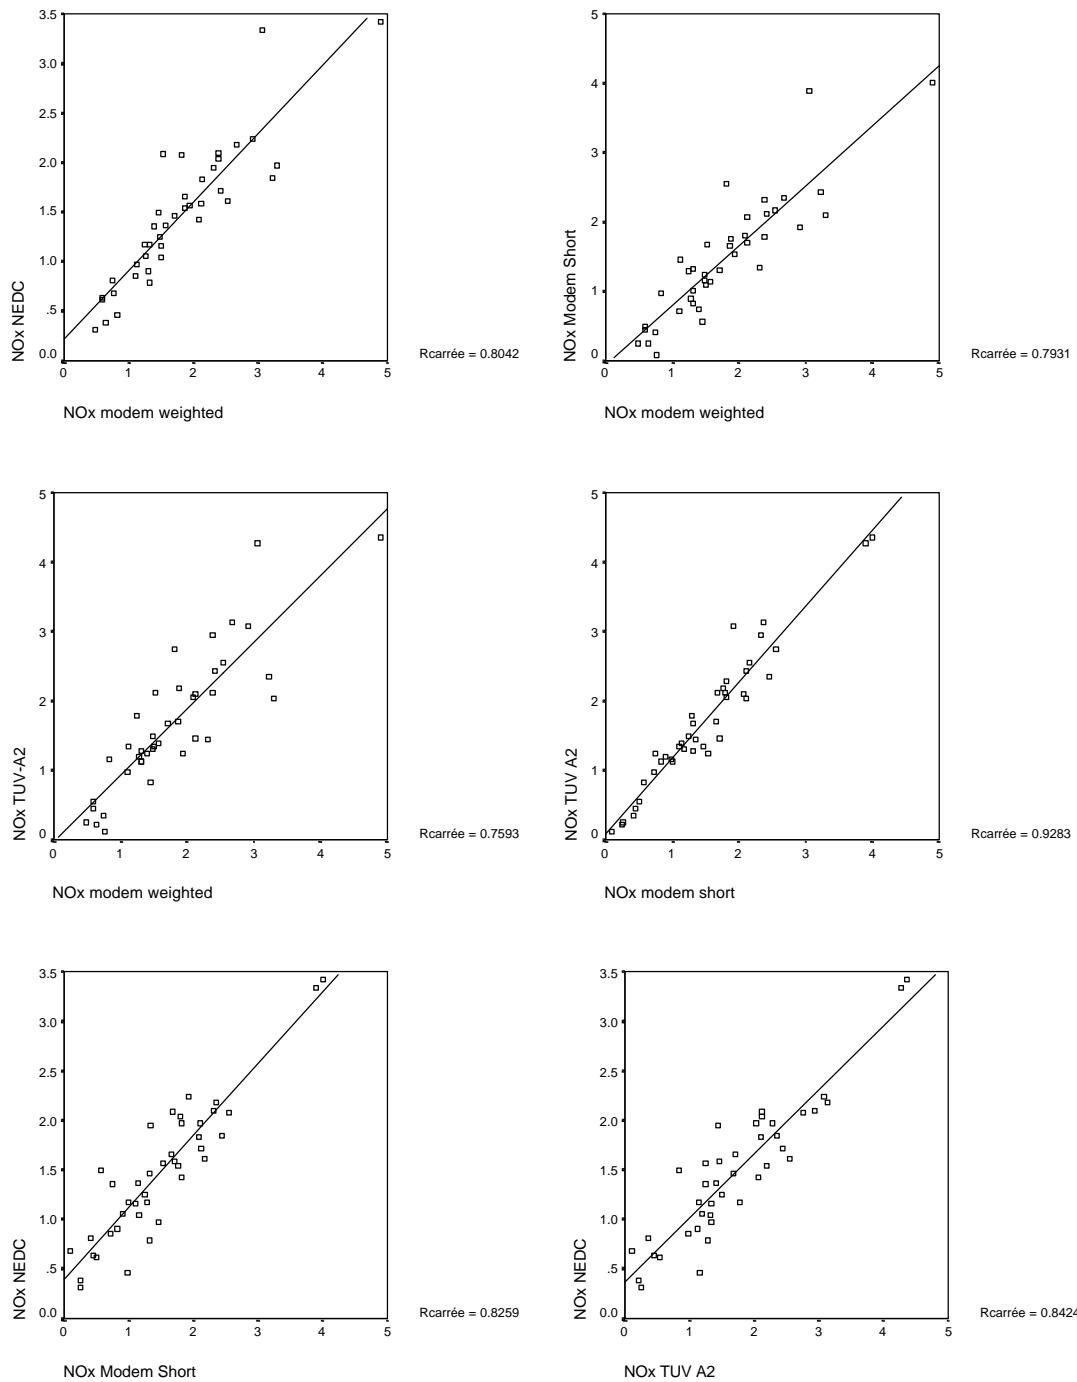 3.5
3.0
2.5
2.0
1.5
1.0
.5
0.0
NOx NEDC
0 1 2 3 4 5
NOx modem weighted
Rcarrée = 0.8042
5
4
3
2
1
0
NOx Modem Short
0 1 2 3 4 5
NOx modem weighted
Rcarrée = 0.7931
5
4
3
2
1
0
NOx TUV-A2
0 1 2 3 4 5
NOx modem weighted
Rcarrée = 0.7593
5
4
3
2
1
0
NOx TUV A2
0 1 2 3 4 5
NOx modem short
Rcarrée = 0.9283
3.5
3.0
2.5
2.0
1.5
1.0
.5
0.0
NOx NEDC
0 1 2 3 4 5
NOx Modem Short
Rcarrée = 0.8259
3.5
3.0
2.5
2.0
1.5
1.0
.5
0.0
NOx NEDC
0 1 2 3 4 5
NOx TUV A2
Rcarrée = 0.8424